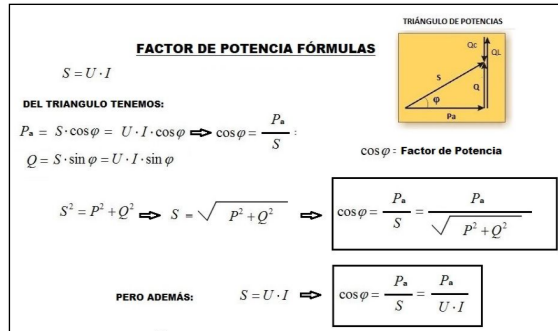 TRIÁNGULO DE POTENCIAS
Qc
QL
S
Q
φ
Pa
FACTOR DE POTENCIA FÓRMULAS
S = U · I
DEL TRIANGULO TENEMOS:
Pa = S · cos φ = U · I · cos φ ⇨ cos φ = Pa / S :
Q = S · sin φ = U · I · sin φ
cos φ = Factor de Potencia
S² = P² + Q² ⇨ S = √ P² + Q² ⇨ cos φ = Pa / S = Pa / √ P² + Q²
PERO ADEMÁS: S = U · I ⇨ cos φ = Pa / S = Pa / U · I